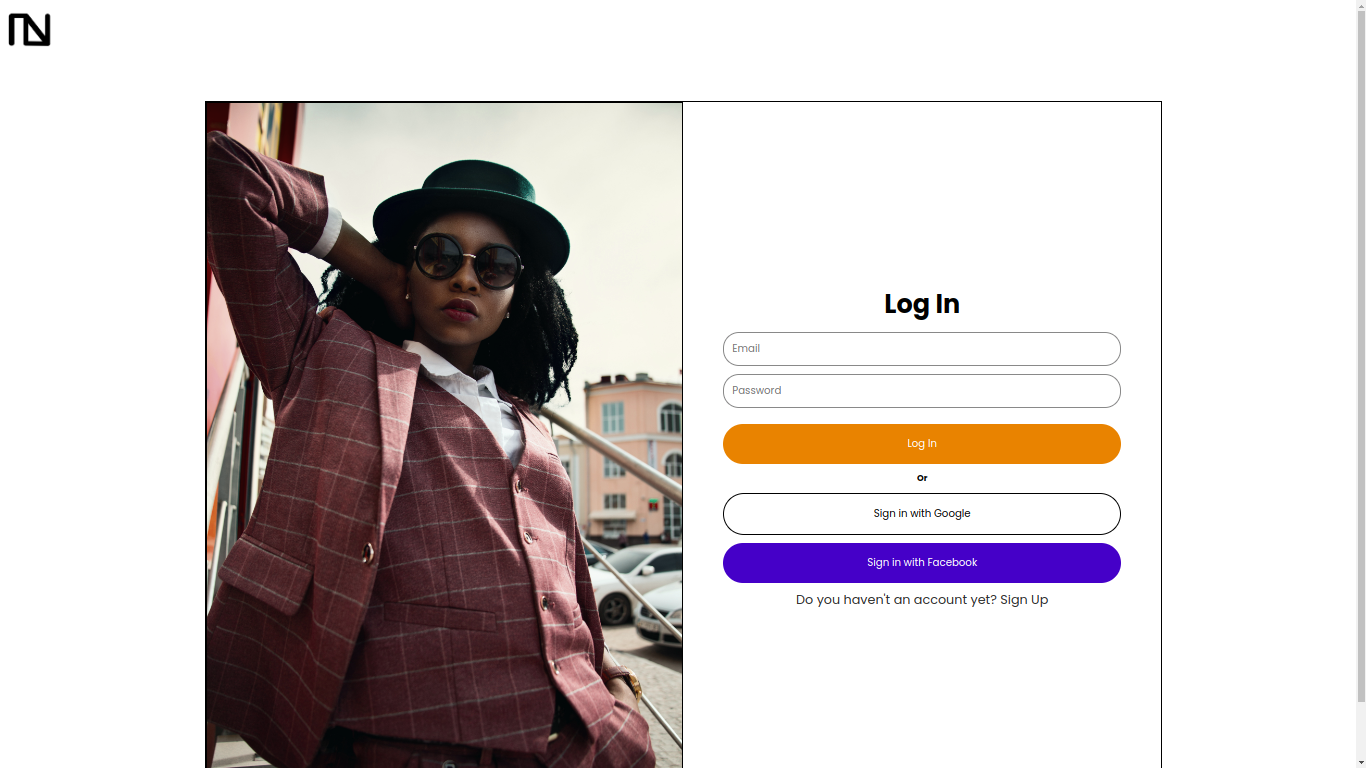 Log In
Email
Password
Log In
Or
Sign in with Google
Sign in with Facebook
Do you haven't an account yet? Sign Up